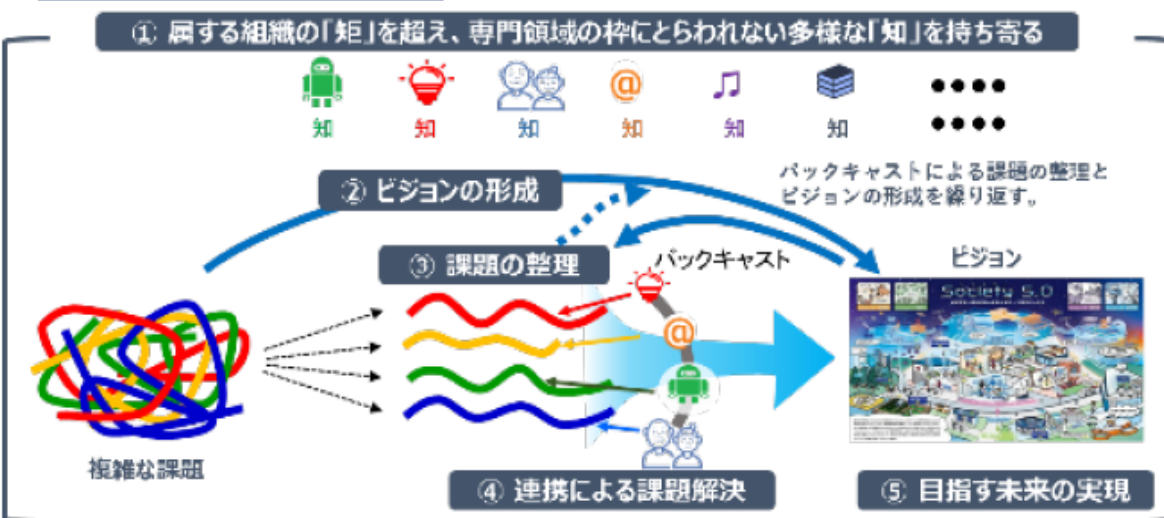 ① 属する組織の「矩」を超え、専門領域の枠にとらわれない多様な「知」を持ち寄る
知 知 知 知 知 知
② ビジョンの形成
バックキャストによる課題の整理と
ビジョンの形成を繰り返す。
③ 課題の整理
バックキャスト
ビジョン
Society 5.0
@
@
複雑な課題
④ 連携による課題解決
⑤ 目指す未来の実現